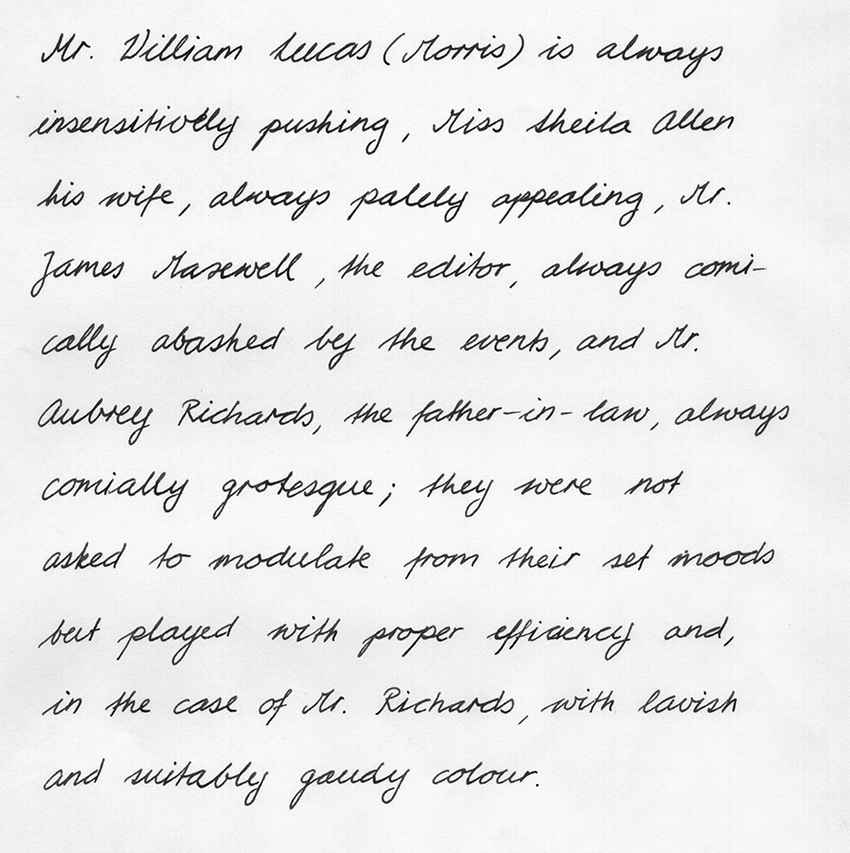 Mr. William Lucas (Morris) is always
insensitivelly pushing, Miss Sheila Allen
his wife, always palely appealing, Mr.
James Maxwell, the editor, always comi-
cally abashed by the events, and Mr.
Aubrey Richards, the father-in-law, always
comially grotesque; they were not
asked to modulate from their set moods
but played with proper efficiency and,
in the case of Mr. Richards, with lavish
and suitably gaudy colour.